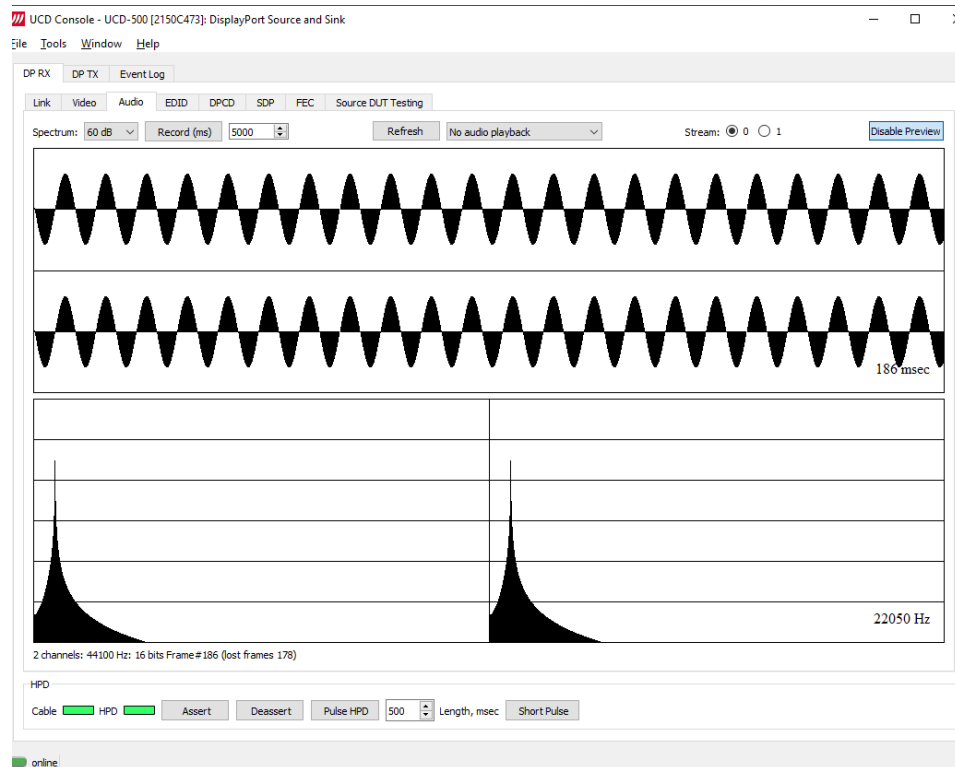 UCD Console - UCD-500 [2150C473]: DisplayPort Source and Sink
File Tools Window Help
DP RX DP TX Event Log
Link Video Audio EDID DPCD SDP FEC Source DUT Testing
Spectrum: 60 dB Record (ms) 5000 Refresh No audio playback Stream: 0 1 Disable Preview
186 msec
22050 Hz
2 channels: 44100 Hz: 16 bits Frame#186 (lost frames 178)
HPD
Cable HPD Assert Deassert Pulse HPD 500 Length, msec Short Pulse
online